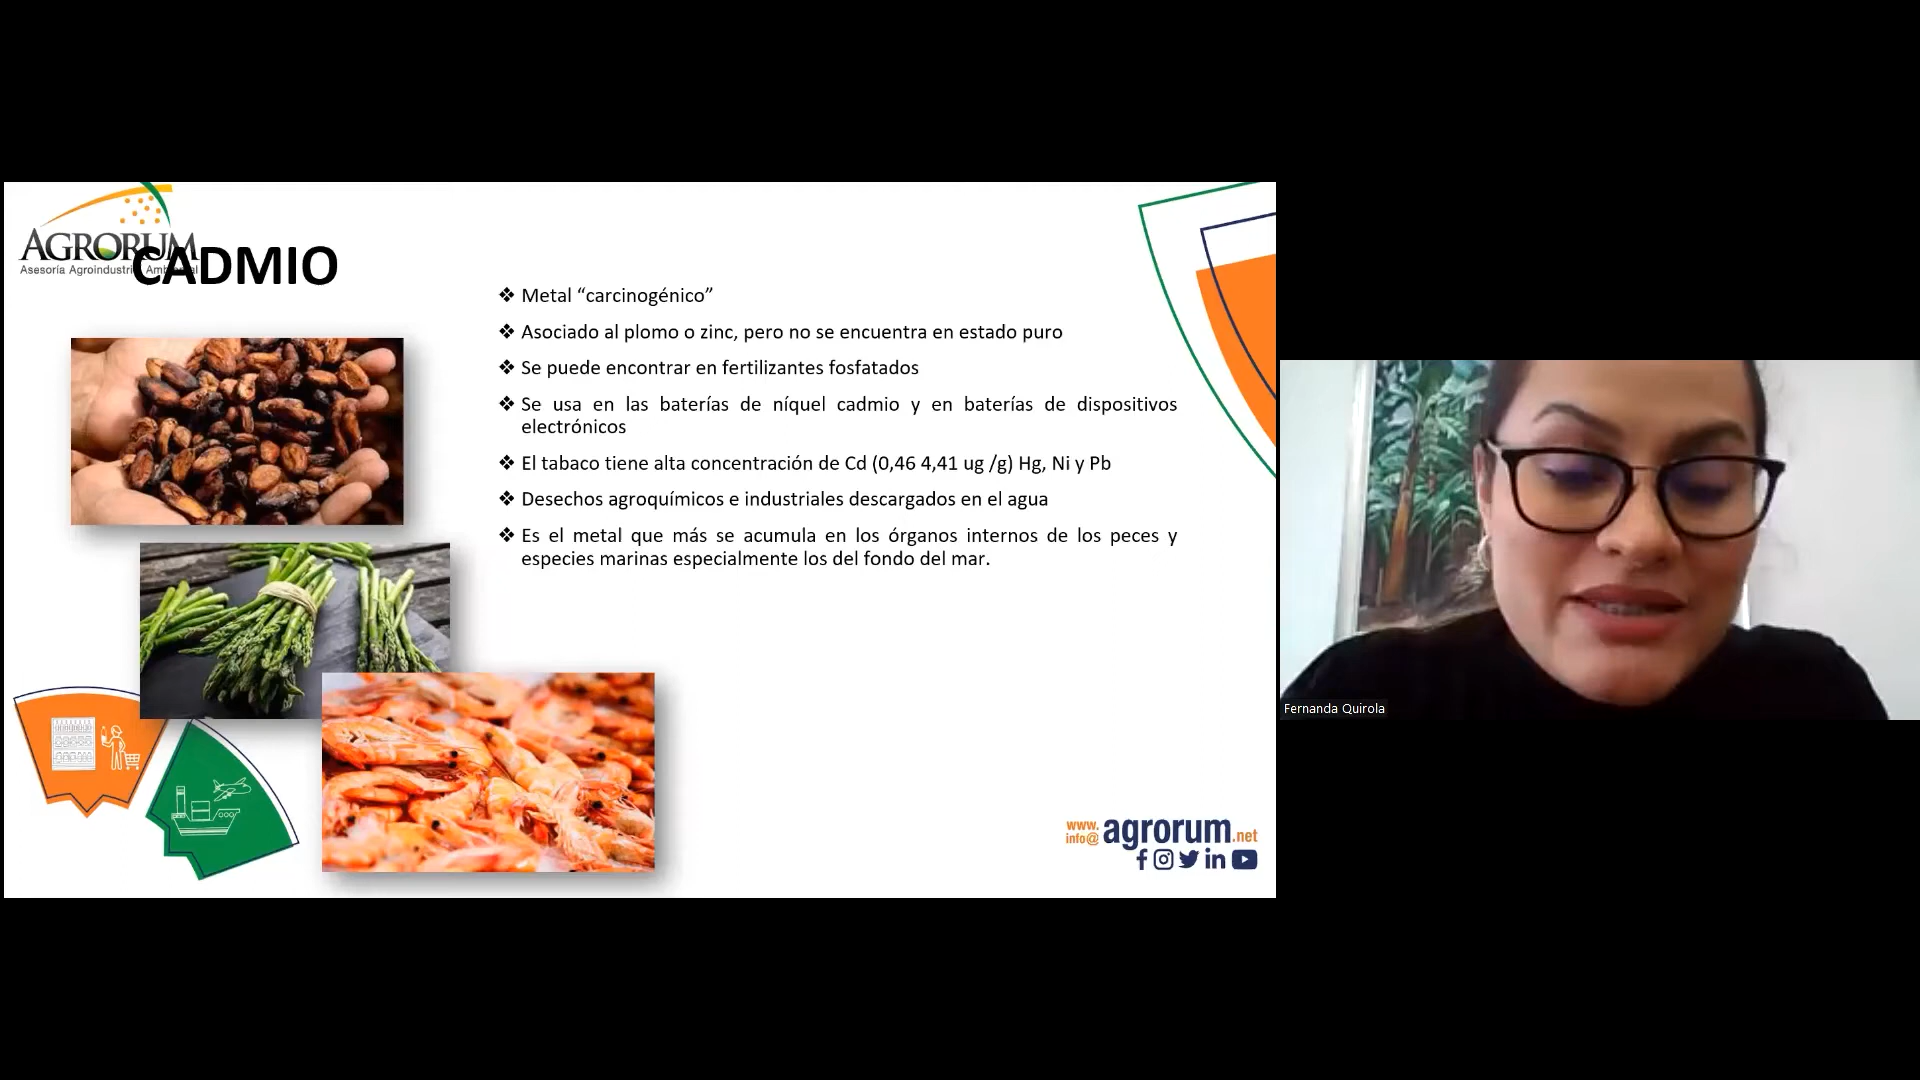 AGRORUM
Asesoría Agroindustrial Ambiental
CADMIO
❖ Metal “carcinogénico”
❖ Asociado al plomo o zinc, pero no se encuentra en estado puro
❖ Se puede encontrar en fertilizantes fosfatados
❖ Se usa en las baterías de níquel cadmio y en baterías de dispositivos
electrónicos
❖ El tabaco tiene alta concentración de Cd (0,46 4,41 ug /g) Hg, Ni y Pb
❖ Desechos agroquímicos e industriales descargados en el agua
❖ Es el metal que más se acumula en los órganos internos de los peces y
especies marinas especialmente los del fondo del mar.
Fernanda Quirola
www.
info@ agrorum.net